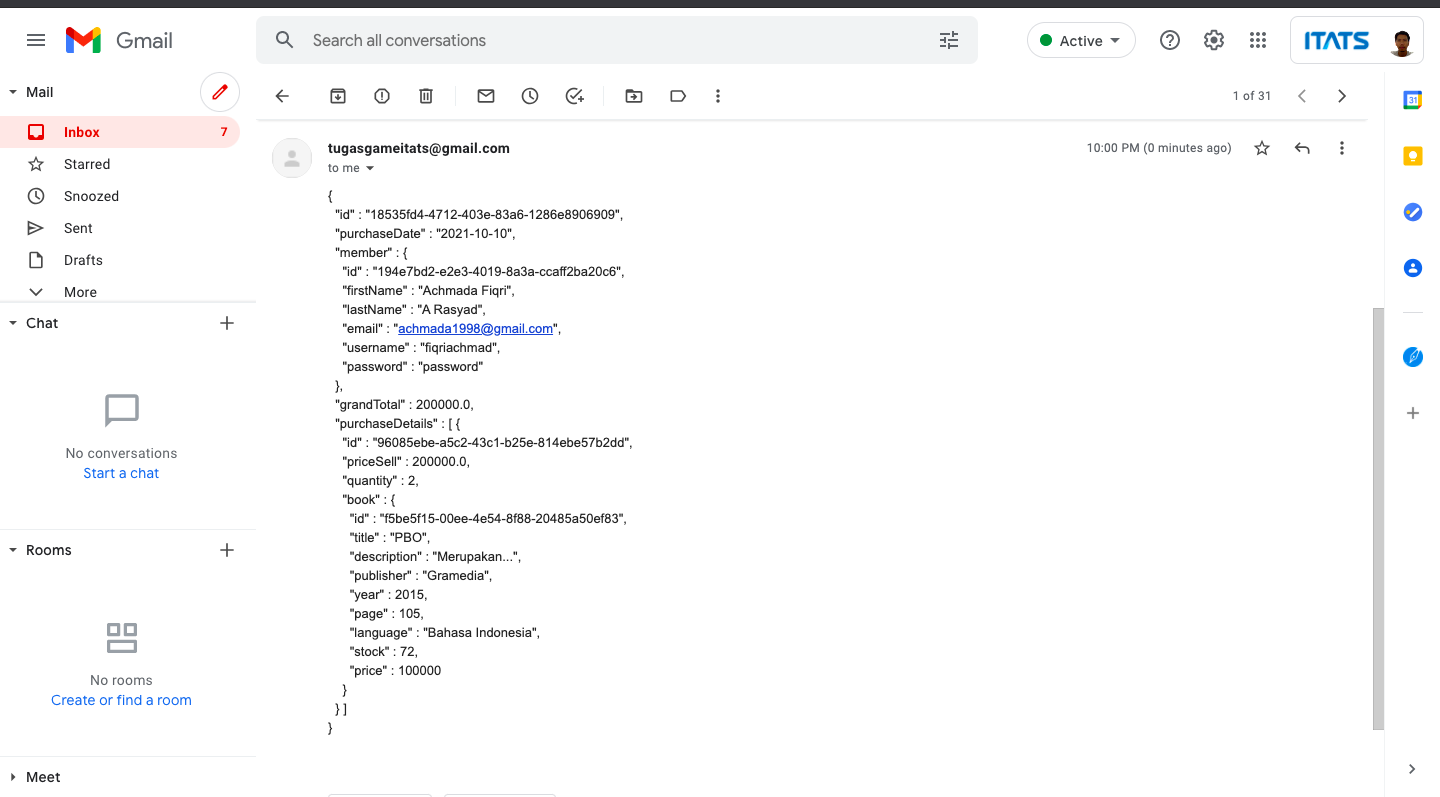 Gmail
Search all conversations
Active
ITATS
Mail
Inbox 7
Starred
Snoozed
Sent
Drafts
More
Chat
No conversations
Start a chat
Rooms
No rooms
Create or find a room
Meet
1 of 31
tugasgameitats@gmail.com
10:00 PM (0 minutes ago)
to me
{
"id" : "18535fd4-4712-403e-83a6-1286e8906909",
"purchaseDate" : "2021-10-10",
"member" : {
"id" : "194e7bd2-e2e3-4019-8a3a-ccaff2ba20c6",
"firstName" : "Achmada Fiqri",
"lastName" : "A Rasyad",
"email" : "achmada1998@gmail.com",
"username" : "fiqriachmad",
"password" : "password"
},
"grandTotal" : 200000.0,
"purchaseDetails" : [ {
"id" : "96085ebe-a5c2-43c1-b25e-814ebe57b2dd",
"priceSell" : 200000.0,
"quantity" : 2,
"book" : {
"id" : "f5be5f15-00ee-4e54-8f88-20485a50ef83",
"title" : "PBO",
"description" : "Merupakan...",
"publisher" : "Gramedia",
"year" : 2015,
"page" : 105,
"language" : "Bahasa Indonesia",
"stock" : 72,
"price" : 100000
}
} ]
}
31